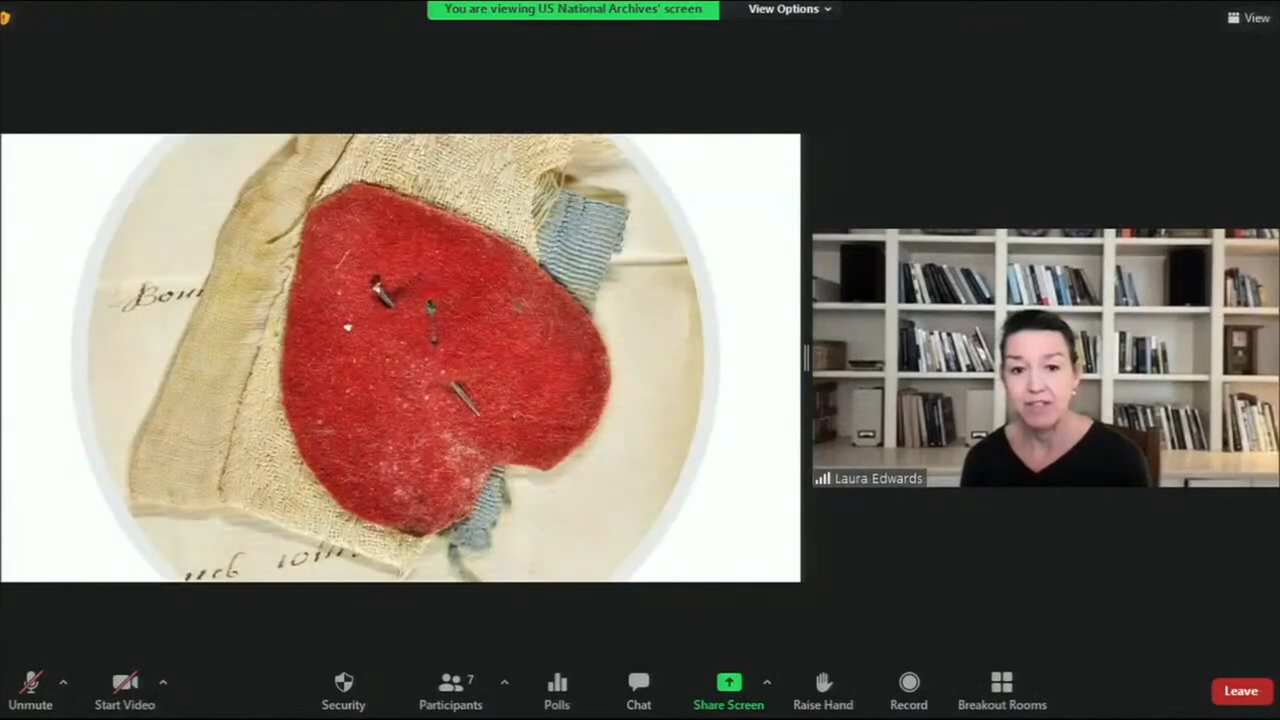 You are viewing US National Archives' screen
View Options
View
Bom
Laura Edwards
Unmute
Start Video
Security
Participants
7
Polls
Chat
Share Screen
Raise Hand
Record
Breakout Rooms
Leave